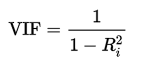 VIF = 1 / (1 - R_i^2)